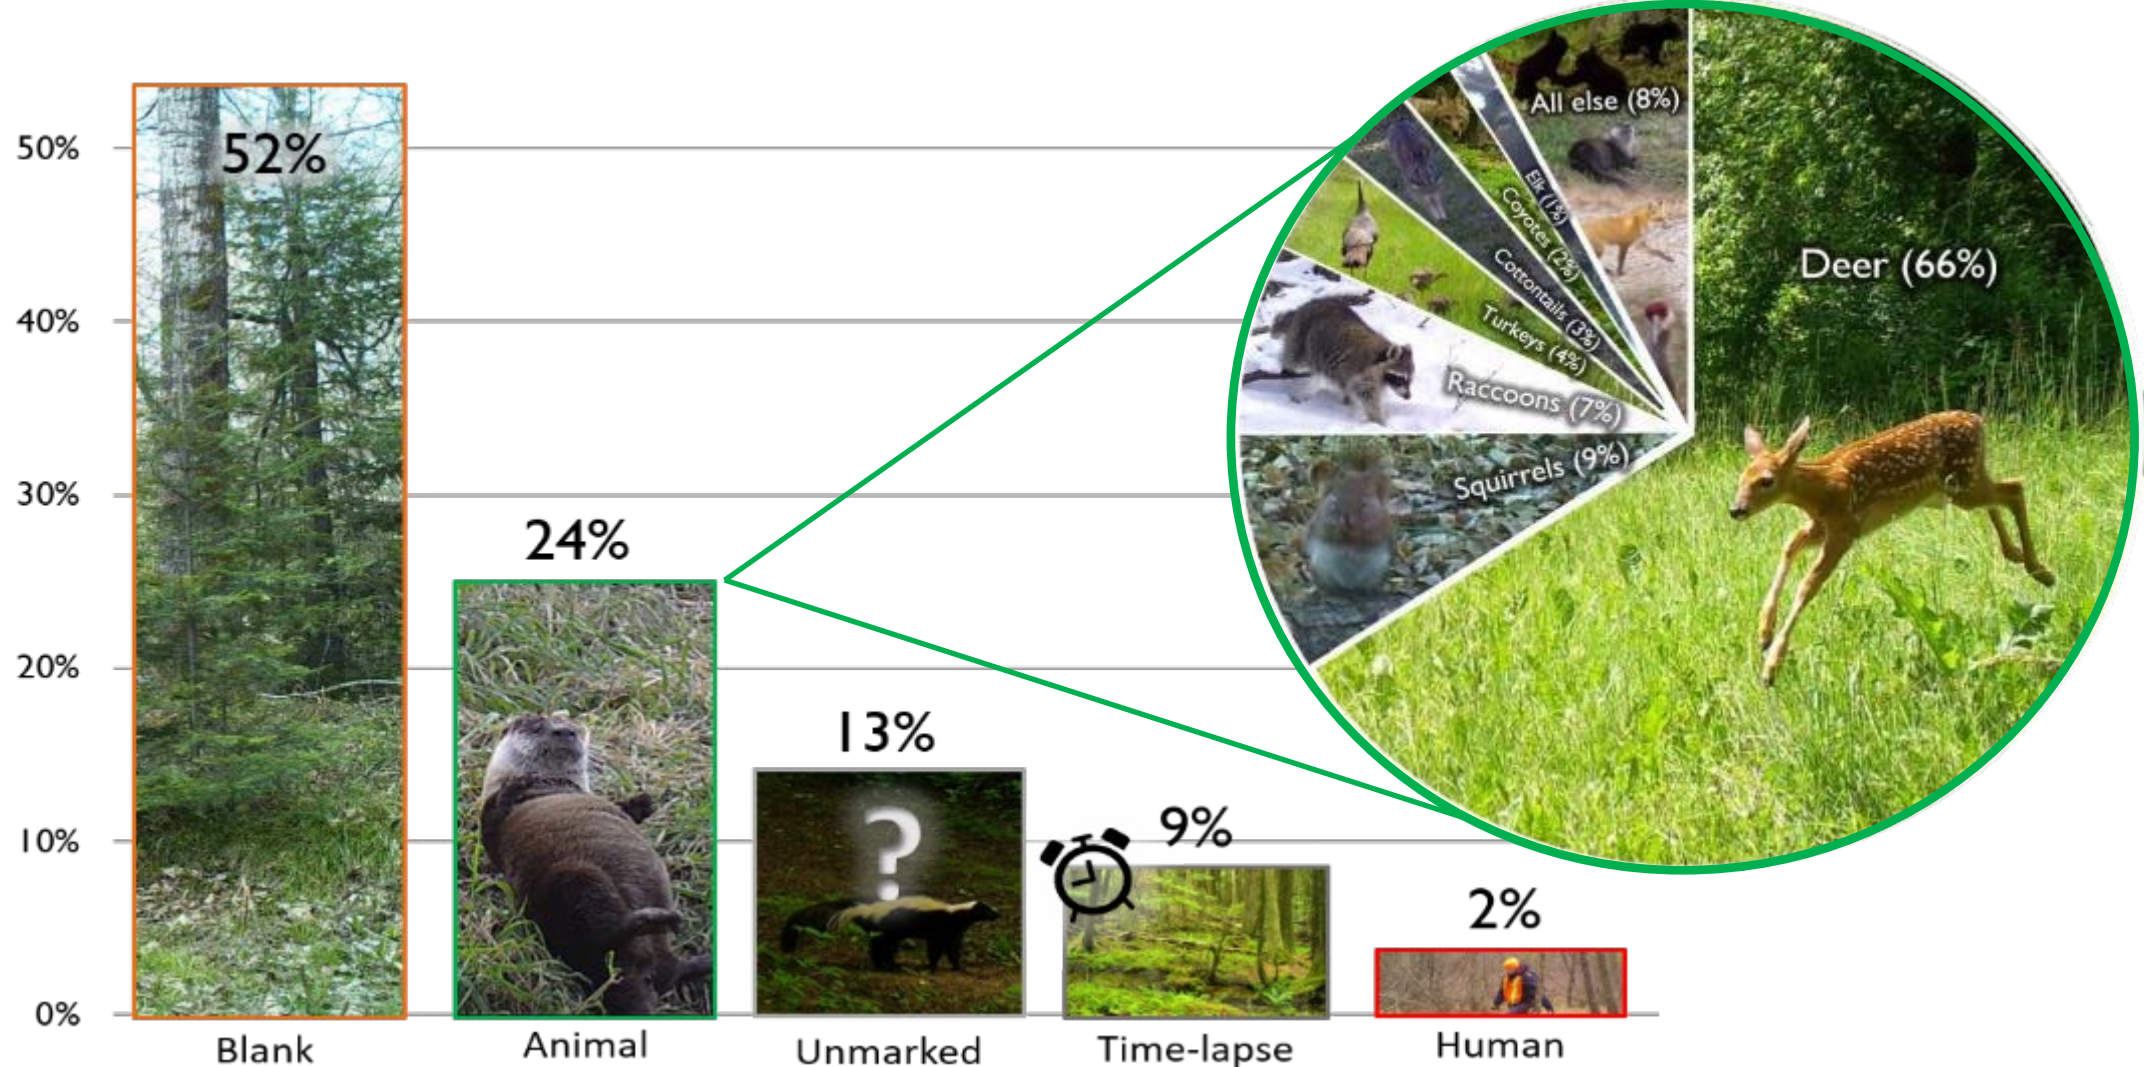 50%
40%
30%
20%
10%
0%
52%
24%
13%
?
9%
2%
Blank
Animal
Unmarked
Time-lapse
Human
All else (8%)
Elk (1%)
Coyotes (2%)
Cottontails (3%)
Turkeys (4%)
Raccoons (7%)
Squirrels (9%)
Deer (66%)